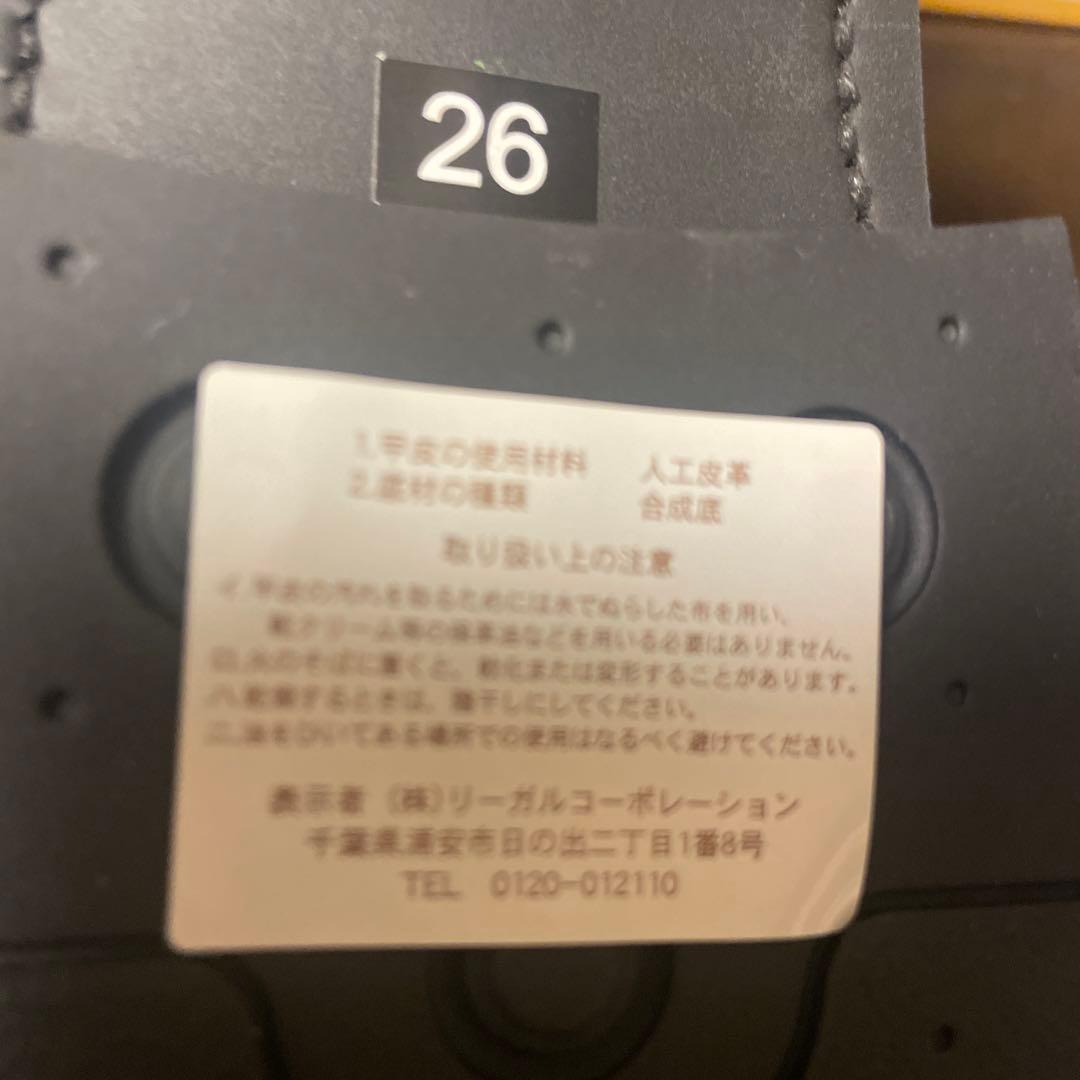 26
1.甲皮の使用材料 人工皮革
2.底材の種類 合成底
取り扱い上の注意
イ.甲皮の汚れを取るためには水でぬらした布を用い、
靴クリーム等の保革油などを用いる必要はありません。
ロ.火のそばに置くと、軟化または変形することがあります。
ハ.乾燥するときは、陰干しにしてください。
ニ.油をひいてある場所での使用はなるべく避けてください。
表示者 (株)リーガルコーポレーション
千葉県浦安市日の出二丁目1番8号
TEL 0120-012110